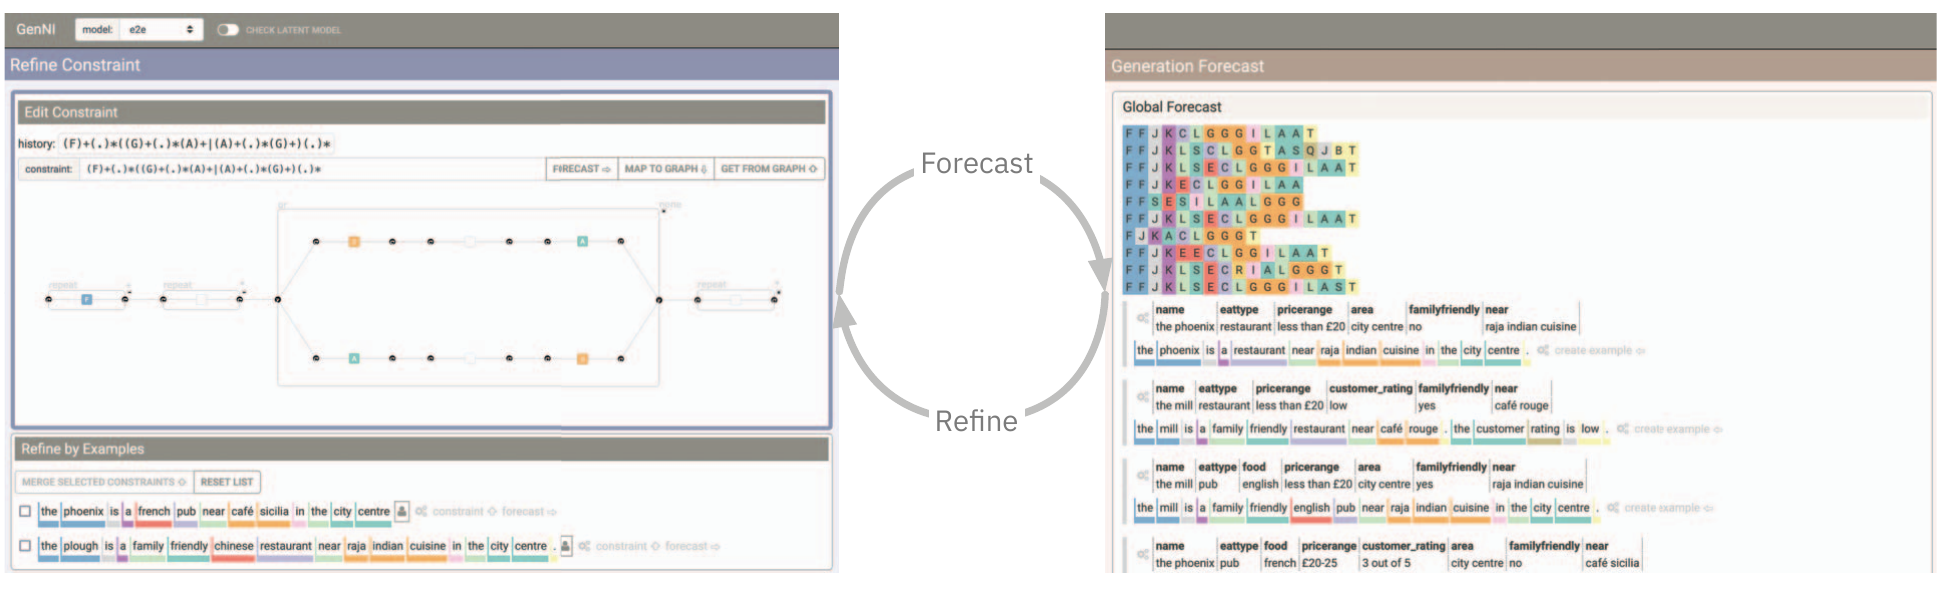 GenNI model: e2e CHECK LATENT MODEL
Refine Constraint
Edit Constraint
history: (F)+(.)*((G)+(.)*(A)+|(A)+(.)*(G)+)(.)*
constraint: (F)+(.)*((G)+(.)*(A)+|(A)+(.)*(G)+)(.)* FORECAST ⇨ MAP TO GRAPH ⇩ GET FROM GRAPH ⇧
or none
A
repeat repeat repeat
F
A
Refine by Examples
MERGE SELECTED CONSTRAINTS ⇧ RESET LIST
the phoenix is a french pub near café sicilia in the city centre constraint ⇧ forecast ⇨
the plough is a family friendly chinese restaurant near raja indian cuisine in the city centre . constraint ⇧ forecast ⇨
Forecast
Refine
Generation Forecast
Global Forecast
F F J K C L G G G I L A A T
F F J K L S C L G G T A S Q J B T
F F J K L S E C L G G G I L A A T
F F J K E C L G G I L A A
F F S E S I L A A L G G G
F F J K L S E C L G G G I L A A T
F J K A C L G G G T
F F J K E E C L G G I L A A T
F F J K L S E C R I A L G G G T
F F J K L S E C L G G G I L A S T
name eattype pricerange area familyfriendly near
the phoenix restaurant less than £20 city centre no raja indian cuisine
the phoenix is a restaurant near raja indian cuisine in the city centre . create example ⇦
name eattype pricerange customer_rating familyfriendly near
the mill restaurant less than £20 low yes café rouge
the mill is a family friendly restaurant near café rouge . the customer rating is low . create example ⇦
name eattype food pricerange area familyfriendly near
the mill pub english less than £20 city centre yes raja indian cuisine
the mill is a family friendly english pub near raja indian cuisine in the city centre . create example ⇦
name eattype food pricerange customer_rating area familyfriendly near
the phoenix pub french £20-25 3 out of 5 city centre no café sicilia